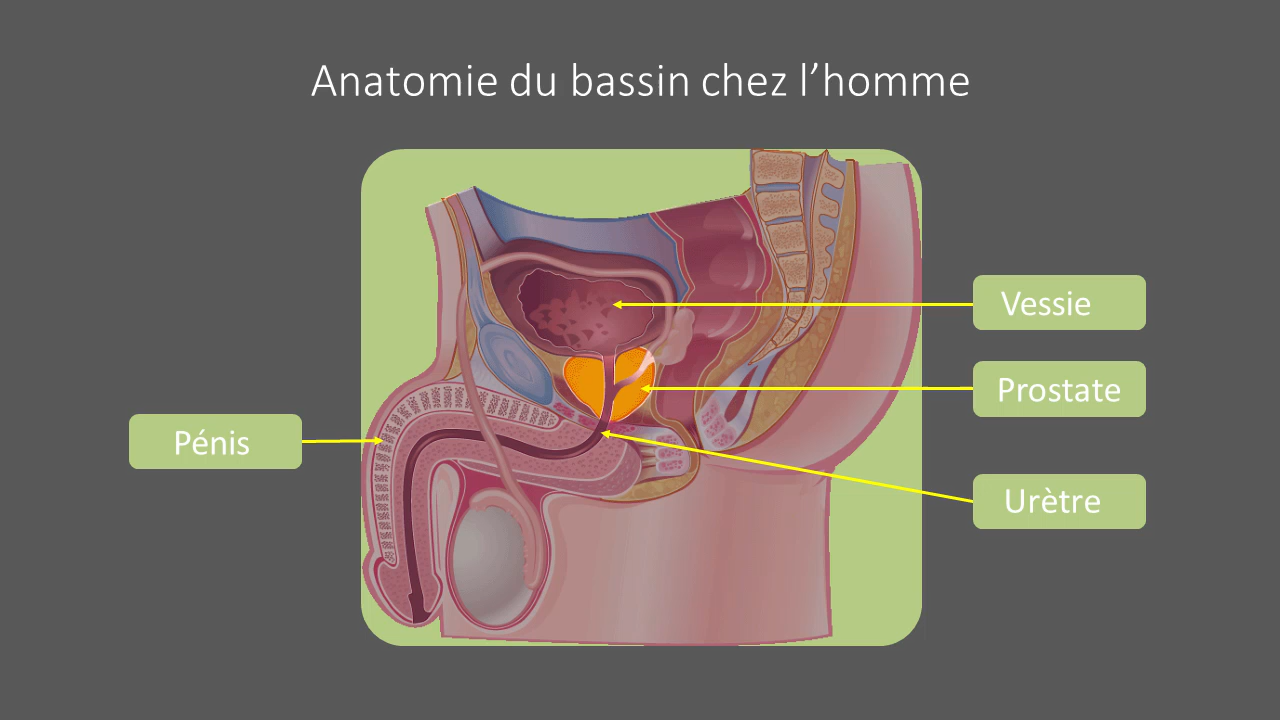 Anatomie du bassin chez l’homme
Vessie
Prostate
Pénis
Urètre